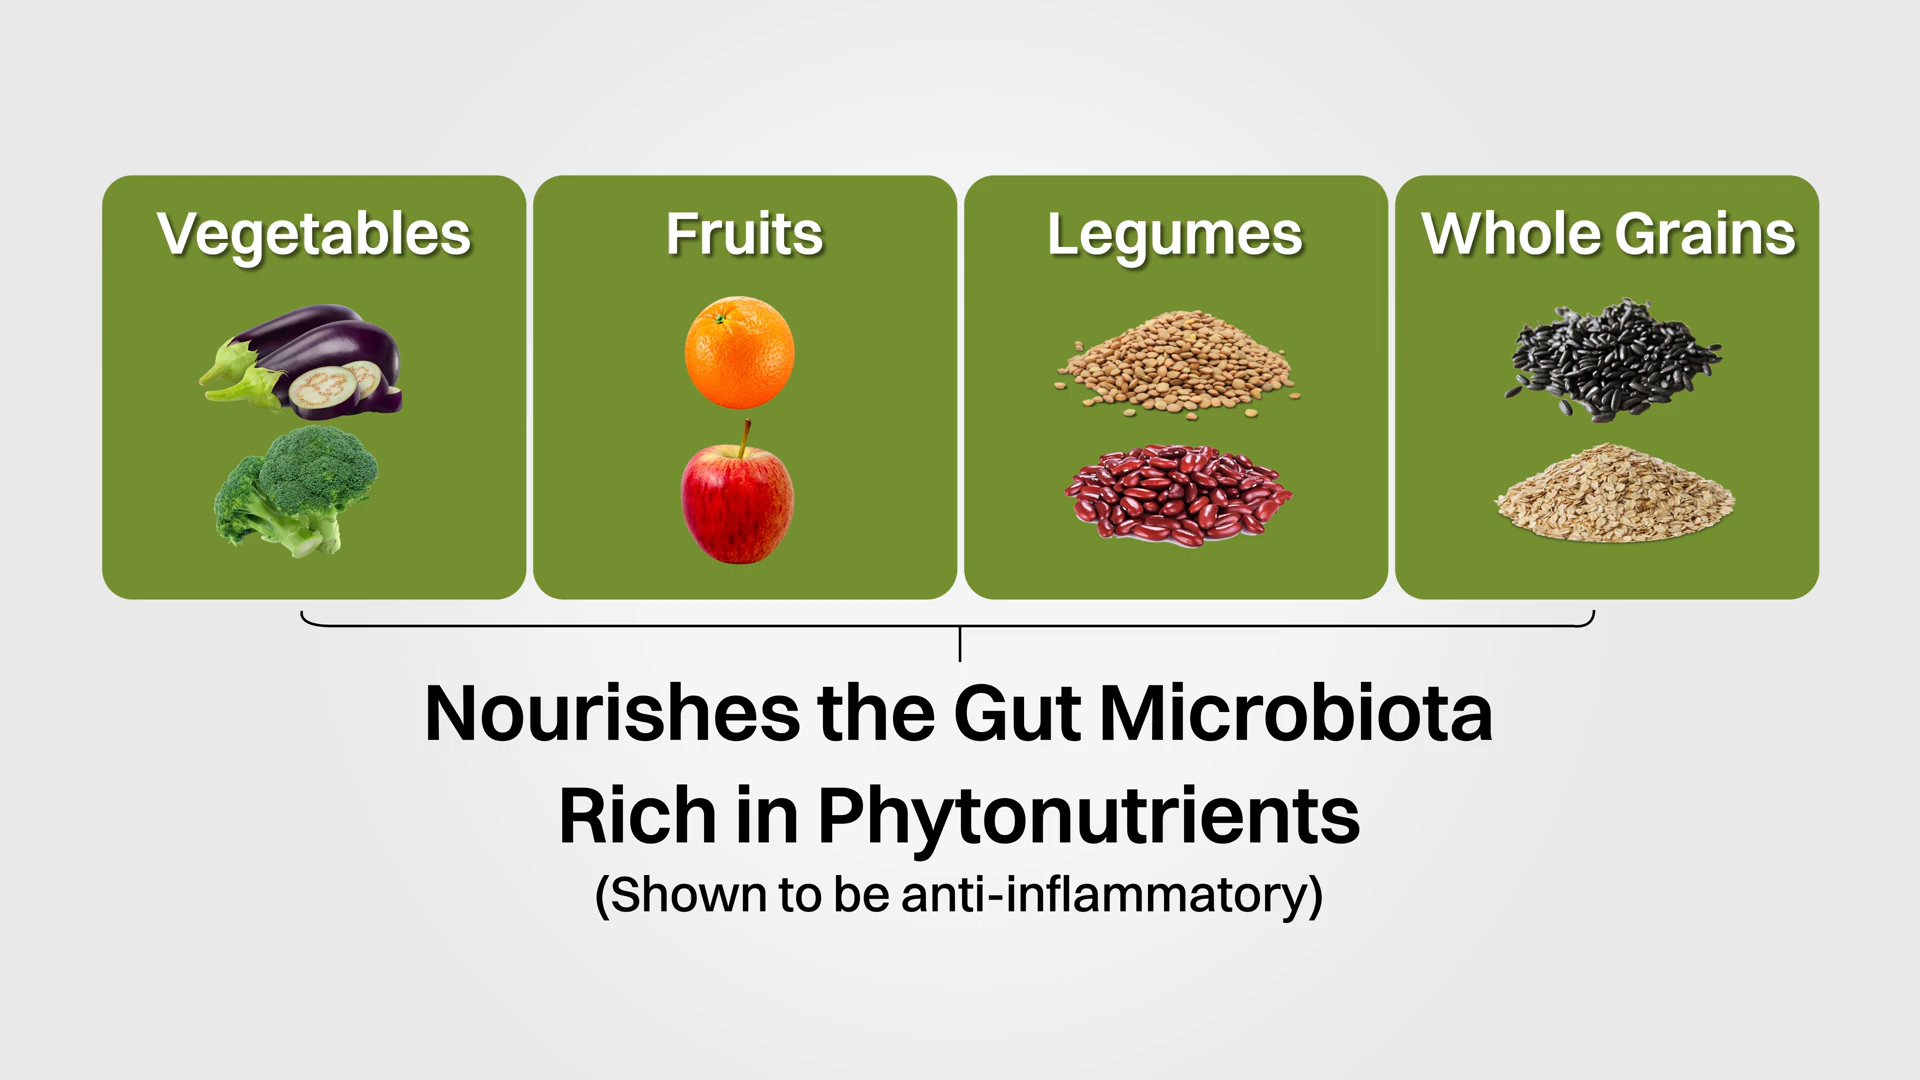 Vegetables
Fruits
Legumes
Whole Grains
Nourishes the Gut Microbiota
Rich in Phytonutrients
(Shown to be anti-inflammatory)